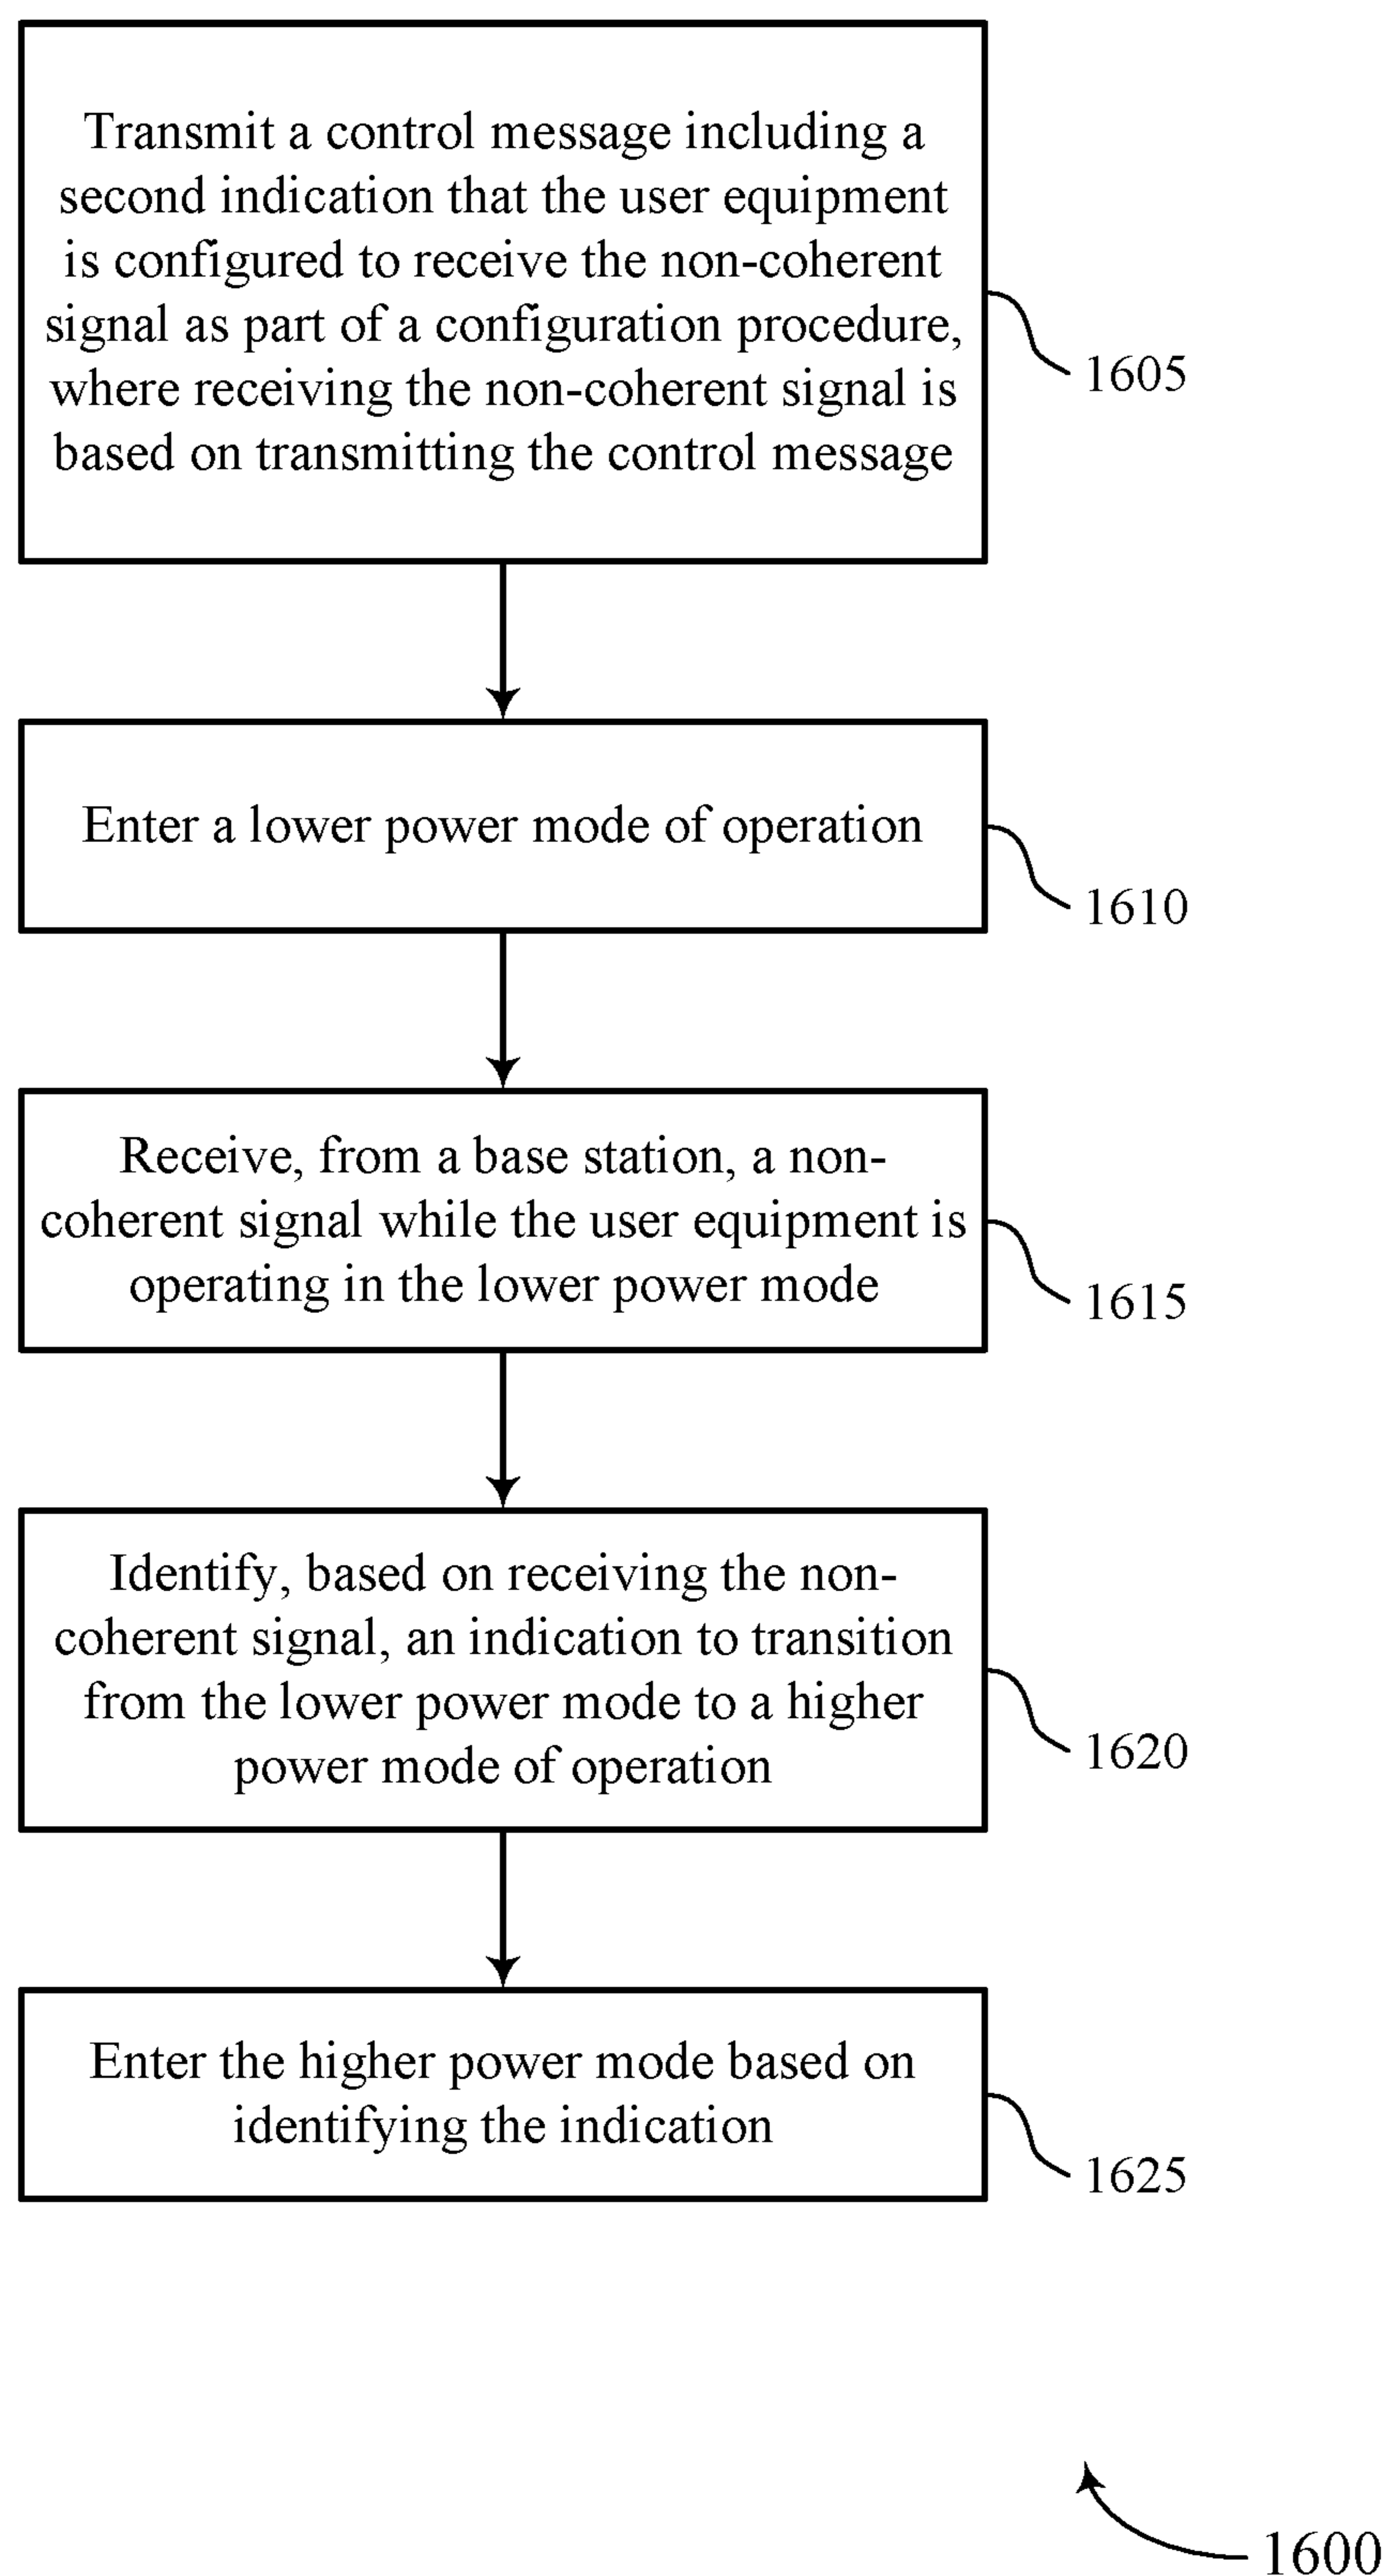 Transmit a control message including a
second indication that the user equipment
is configured to receive the non-coherent
signal as part of a configuration procedure,
where receiving the non-coherent signal is
based on transmitting the control message
1605
Enter a lower power mode of operation
1610
Receive, from a base station, a non-
coherent signal while the user equipment is
operating in the lower power mode
1615
Identify, based on receiving the non-
coherent signal, an indication to transition
from the lower power mode to a higher
power mode of operation
1620
Enter the higher power mode based on
identifying the indication
1625
1600